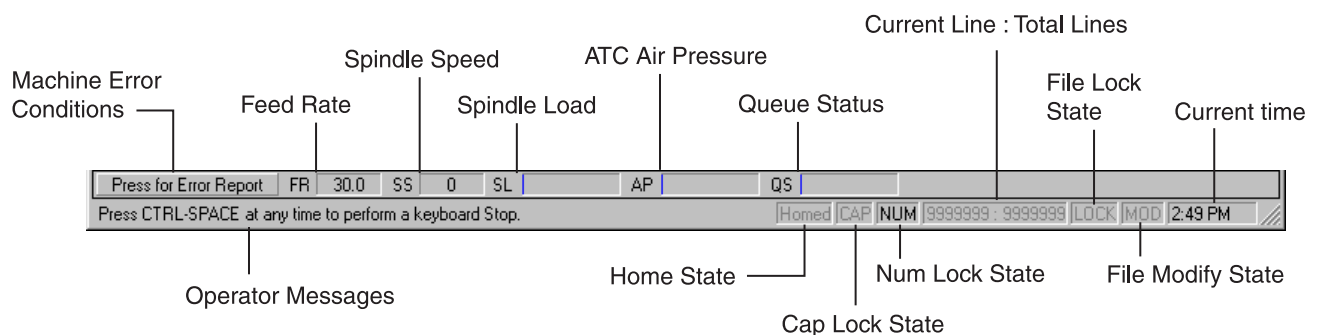 Current Line : Total Lines
Spindle Speed
ATC Air Pressure
Machine Error
Conditions
Feed Rate
Spindle Load
Queue Status
File Lock
State
Current time
Press for Error Report FR 30.0 SS 0 SL AP QS
Press CTRL-SPACE at any time to perform a keyboard Stop. Homed CAP NUM 9999999 : 9999999 LOCK MOD 2:49 PM
Operator Messages
Home State
Num Lock State
File Modify State
Cap Lock State